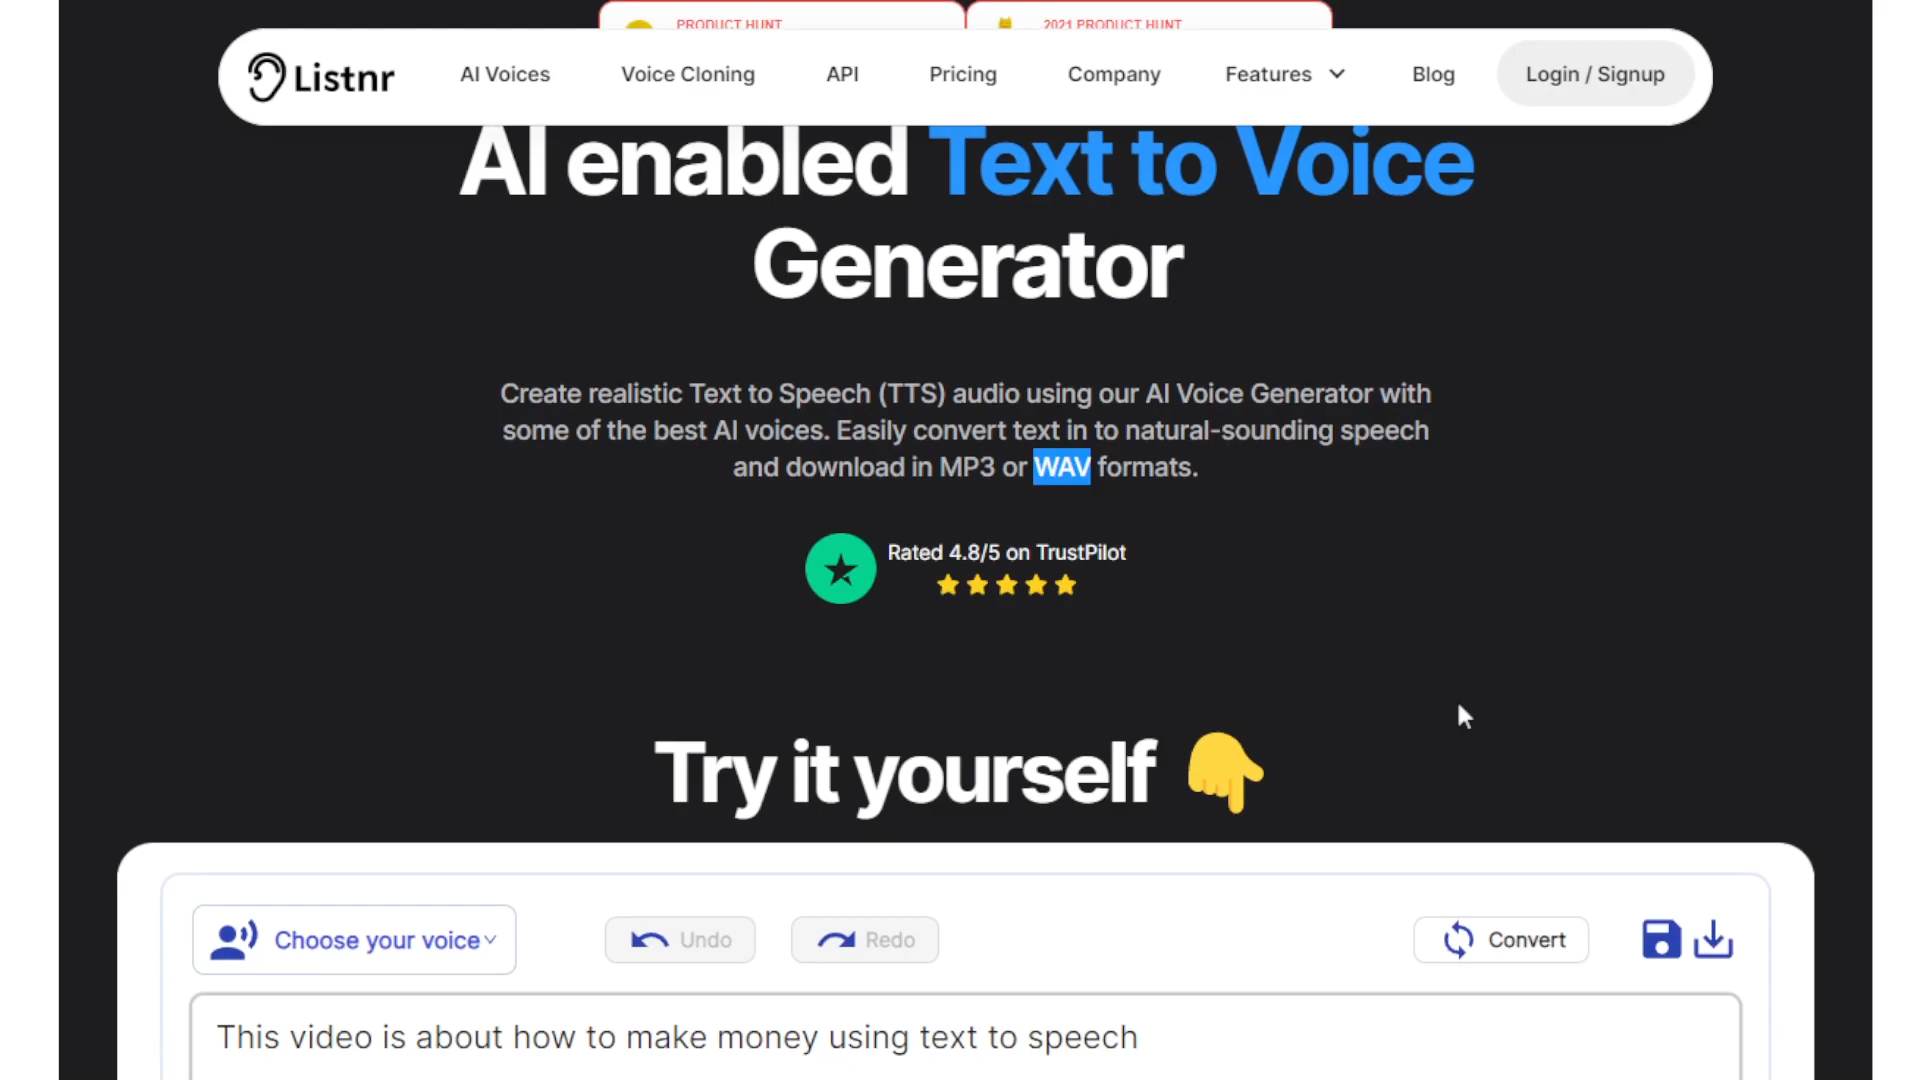 PRODUCT HUNT
2021 PRODUCT HUNT
Listnr
AI Voices
Voice Cloning
API
Pricing
Company
Features
Blog
Login / Signup
AI enabled Text to Voice
Generator
Create realistic Text to Speech (TTS) audio using our AI Voice Generator with
some of the best AI voices. Easily convert text in to natural-sounding speech
and download in MP3 or WAV formats.
Rated 4.8/5 on TrustPilot
Try it yourself 👇
Choose your voice
Undo
Redo
Convert
This video is about how to make money using text to speech